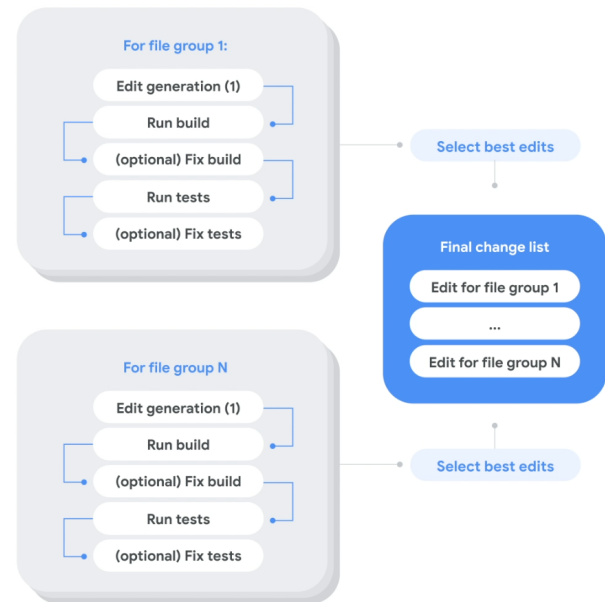 For file group 1:
Edit generation (1)
Run build
(optional) Fix build
Run tests
(optional) Fix tests
Select best edits
Final change list
Edit for file group 1
...
Edit for file group N
For file group N
Edit generation (1)
Run build
(optional) Fix build
Run tests
(optional) Fix tests
Select best edits